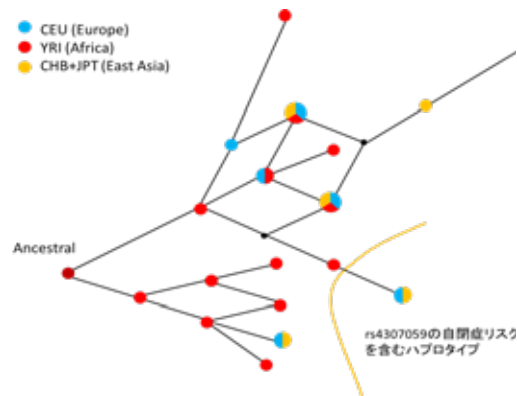 CEU (Europe)
YRI (Africa)
CHB+JPT (East Asia)
Ancestral
rs4307059の自閉症リスク
を含むハプロタイプ